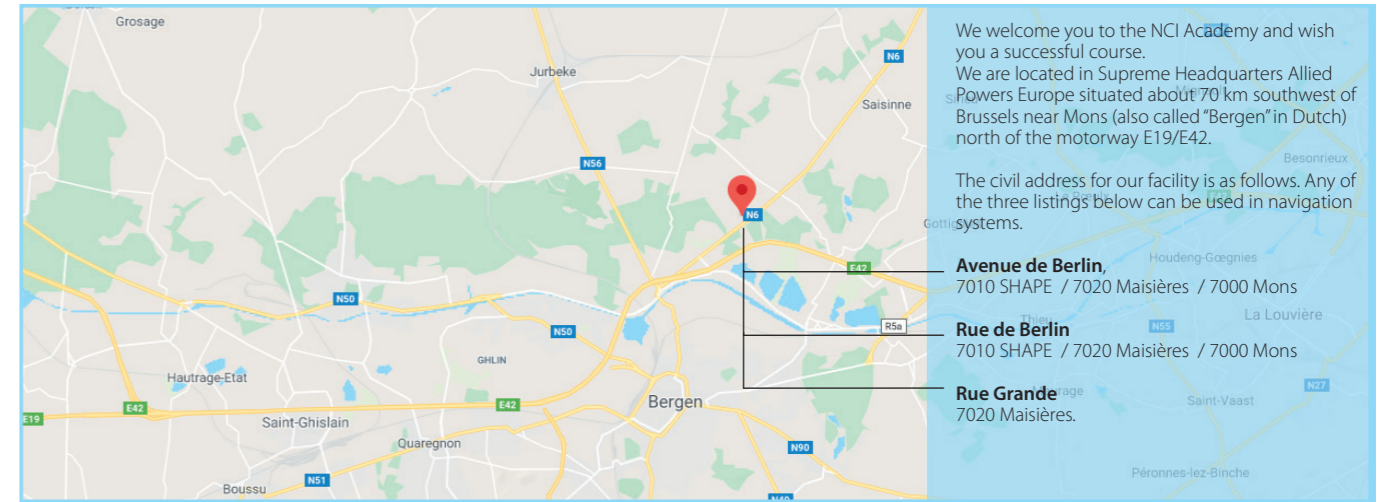 Grosage
N6
Jurbeke
Saisinne
N56
N6
E42
N50
N50
R5a
GHLIN
Hautrage-Etat
E42
E42
Bergen
E19
Saint-Ghislain
Quaregnon
N90
N51
Boussu
We welcome you to the NCI Academy and wish
you a successful course.
We are located in Supreme Headquarters Allied
Powers Europe situated about 70 km southwest of
Brussels near Mons (also called “Bergen” in Dutch)
north of the motorway E19/E42.
Besonrieux
The civil address for our facility is as follows. Any of
the three listings below can be used in navigation
systems.
Houdeng-Gœgnies
Avenue de Berlin,
7010 SHAPE / 7020 Maisières / 7000 Mons
Thieu
La Louvière
N55
Rue de Berlin
7010 SHAPE / 7020 Maisières / 7000 Mons
N27
Rue Grande
7020 Maisières.
Saint-Vaast
Péronnes-lez-Binche